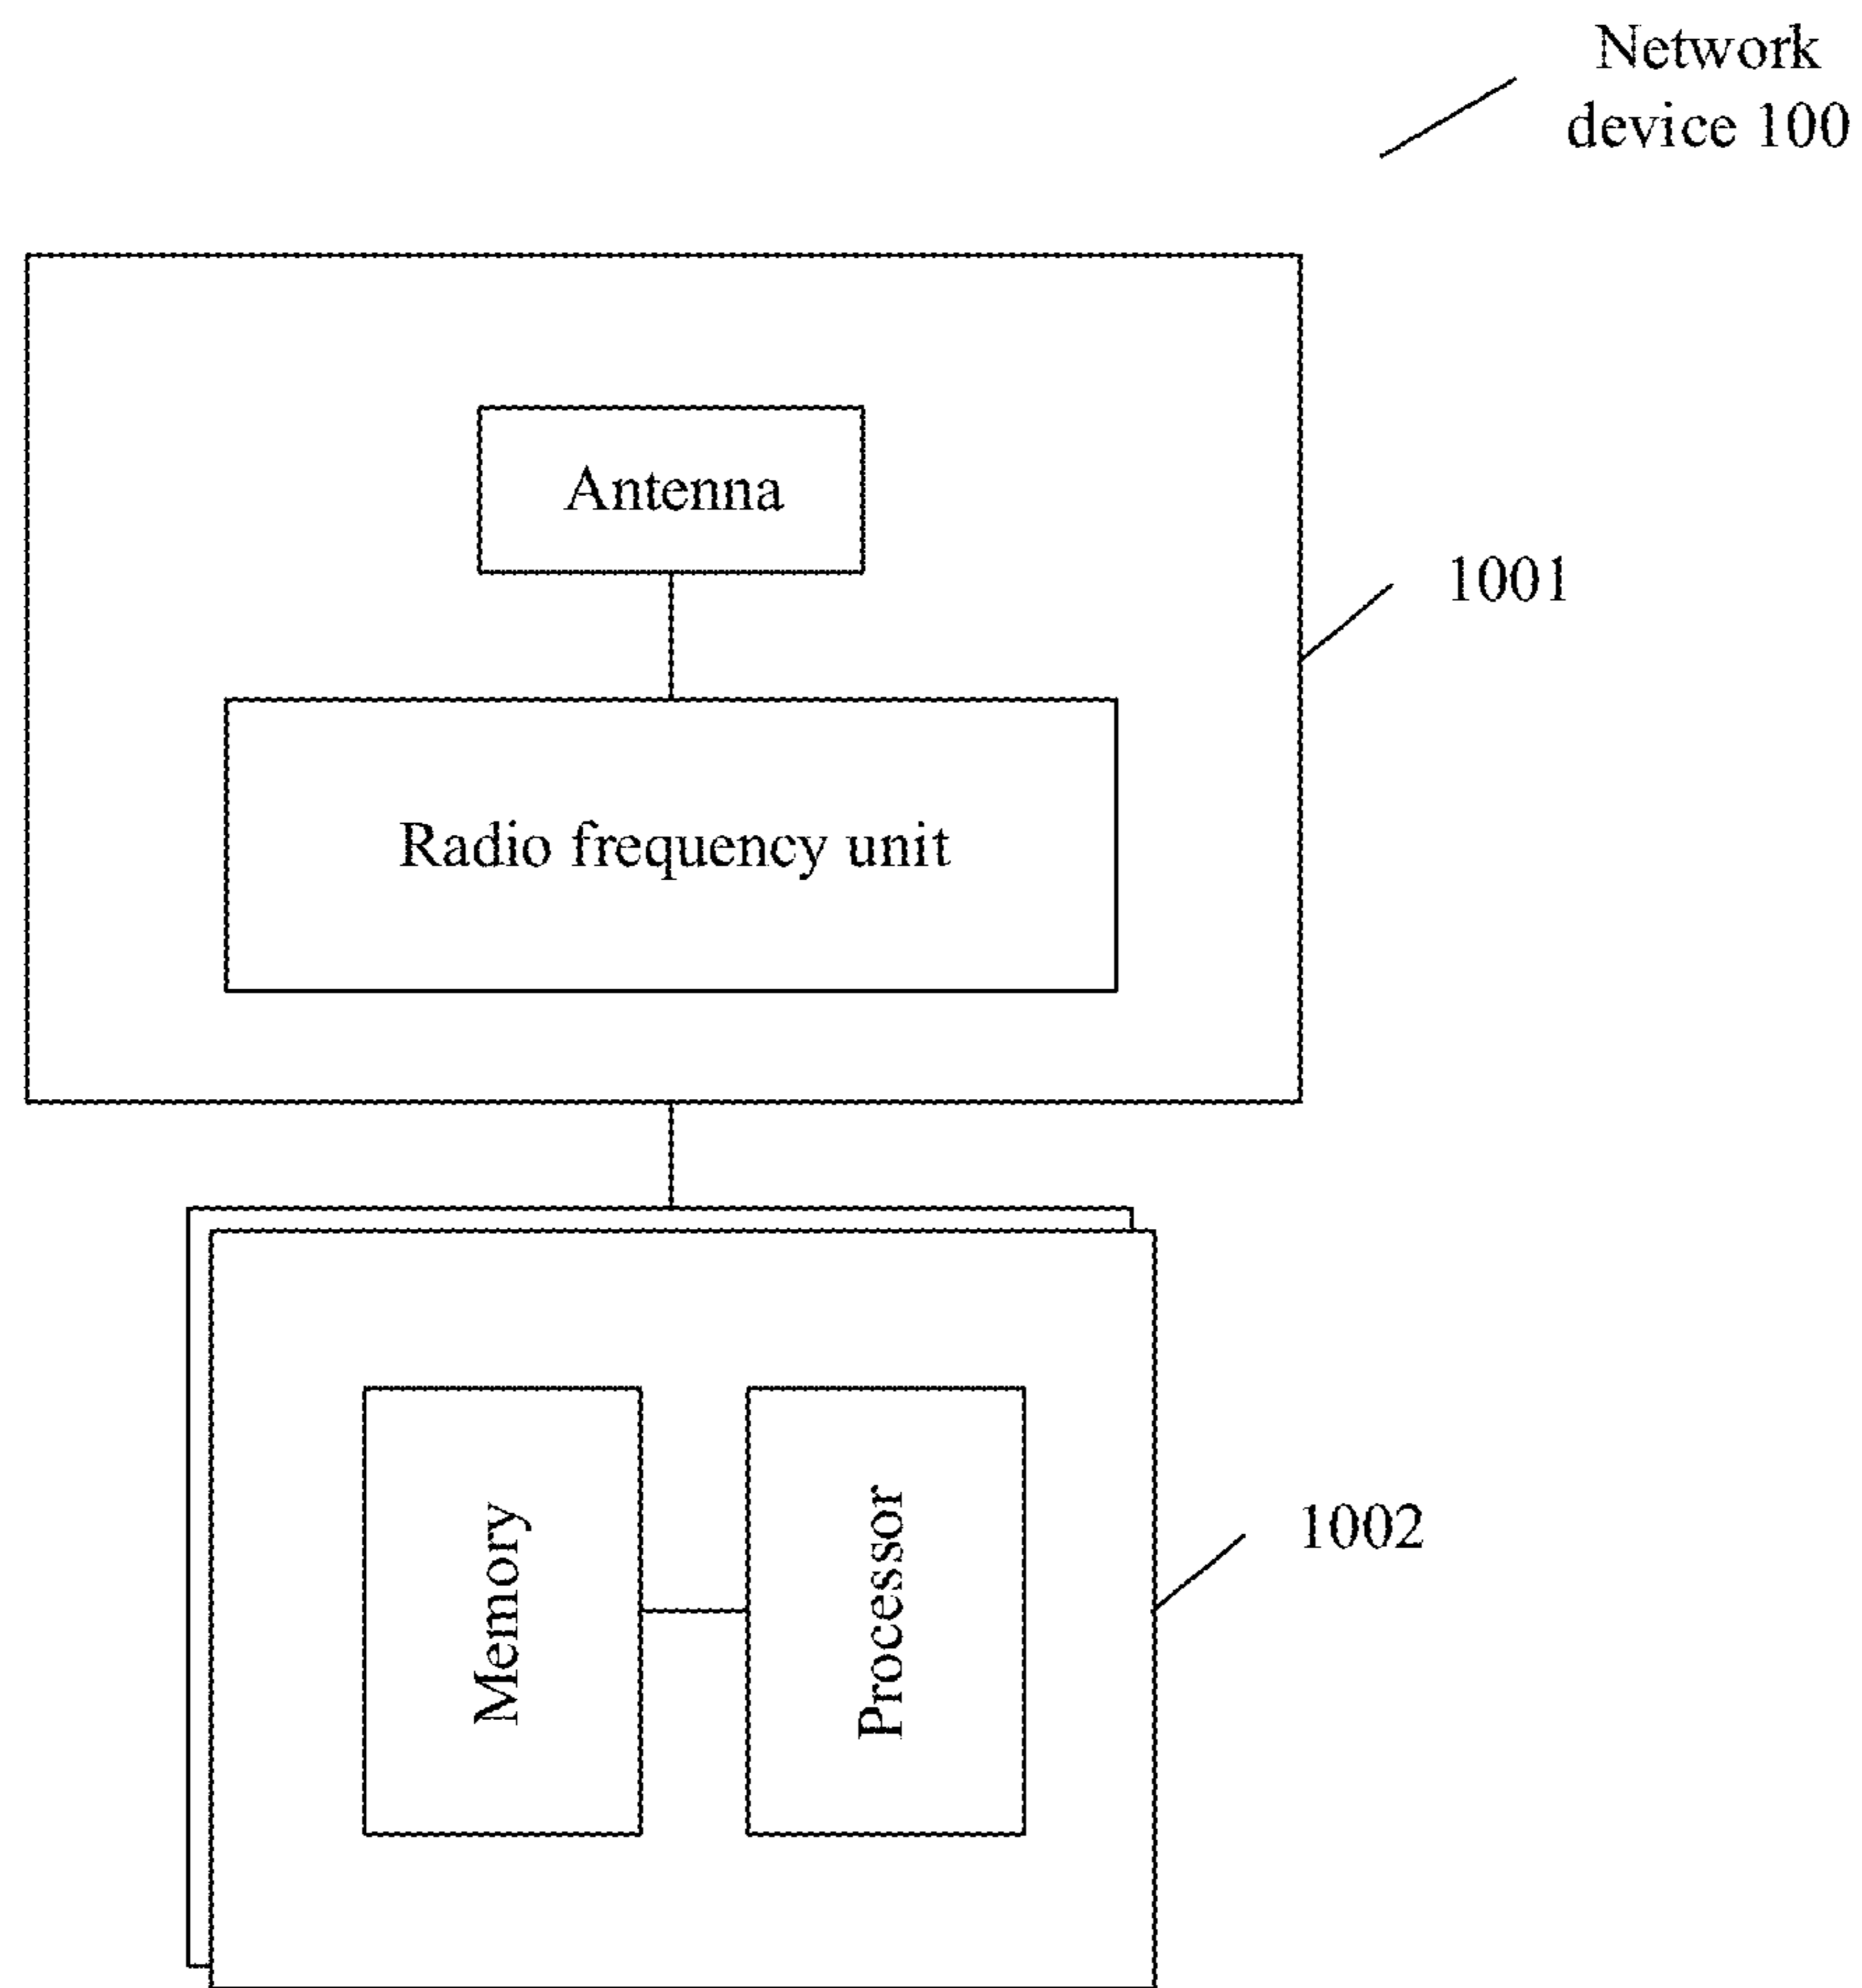 Network
device 100
Antenna
1001
Radio frequency unit
Memory
Processor
1002